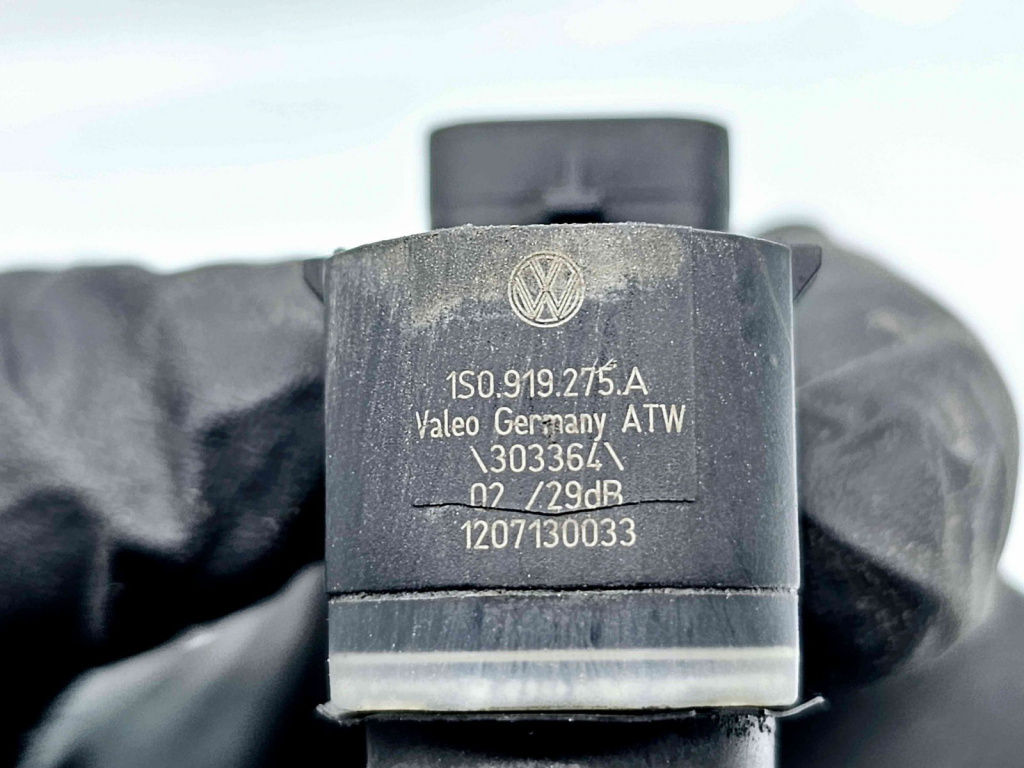 1S0.919.275.A
Valeo Germany ATW
\303364\
02 /29dB
1207130033